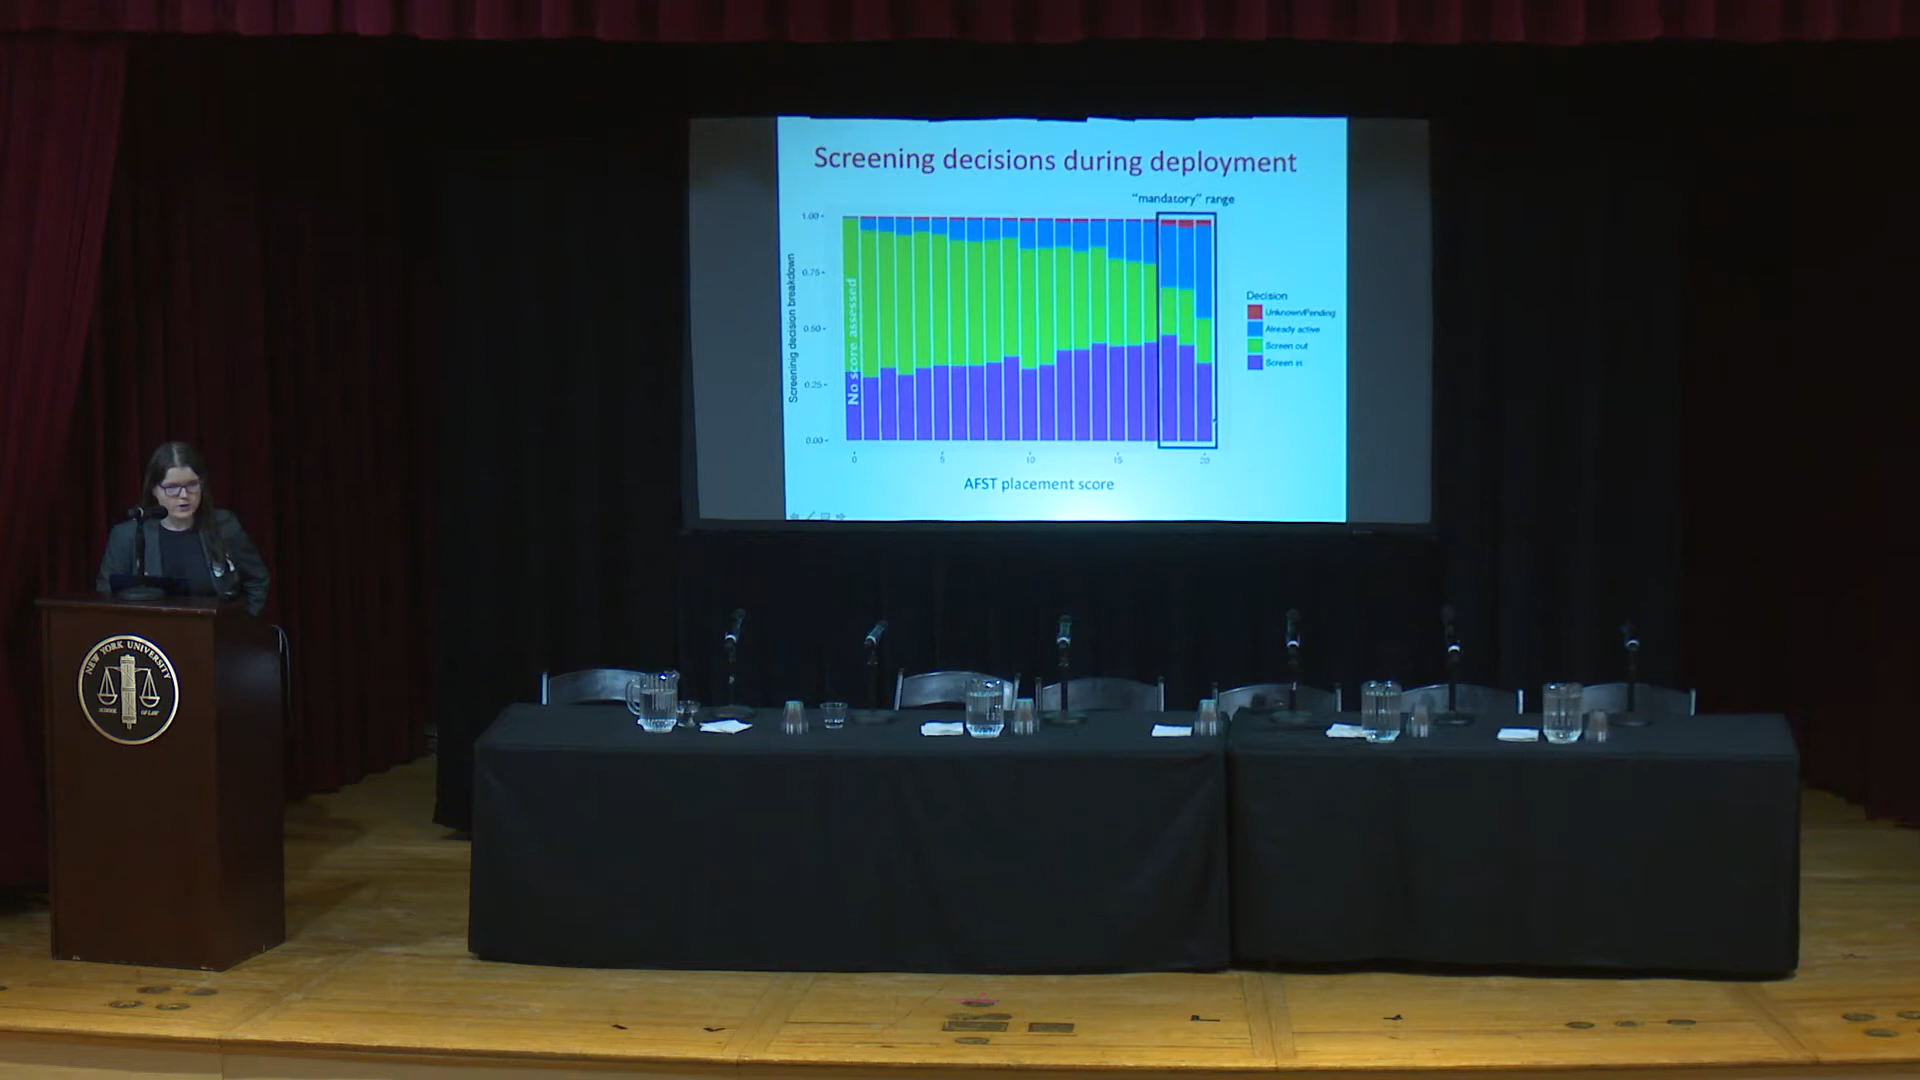 Screening decisions during deployment
"mandatory" range
1.00
0.75
0.50
0.25
0.00
Screening decision breakdown
No score assessed
0
5
10
15
20
AFST placement score
Decision
Unknown/Pending
Already active
Screen out
Screen in
NEW YORK UNIVERSITY
SCHOOL OF LAW